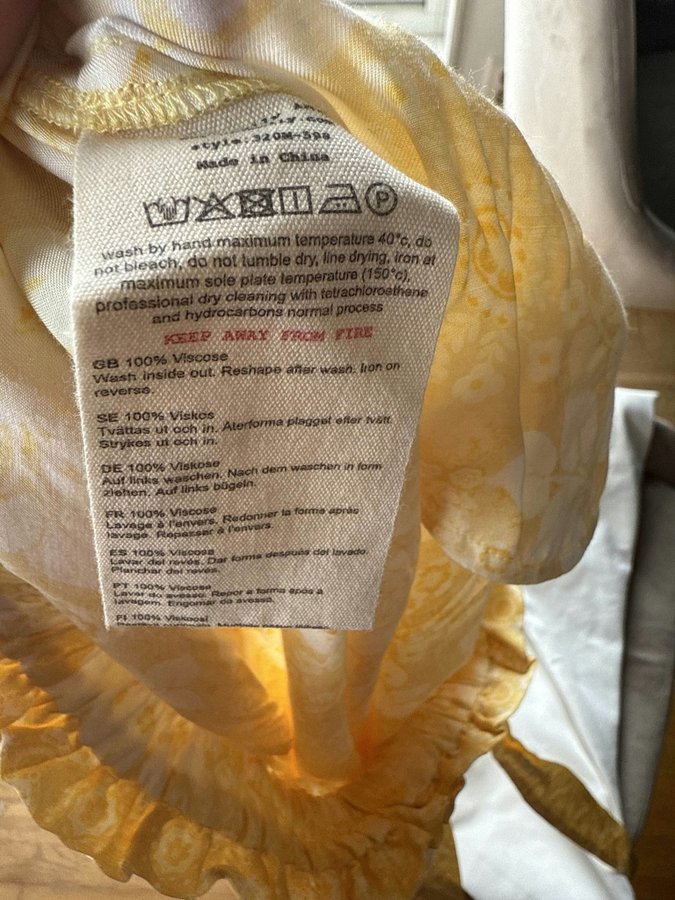 style:320M-598
Made in China
P
wash by hand maximum temperature 40°c, do
not bleach, do not tumble dry, line drying, iron at
maximum sole plate temperature (150°c),
professional dry cleaning with tetrachloroethene
and hydrocarbons normal process
KEEP AWAY FROM FIRE
GB 100% Viscose
Wash inside out. Reshape after wash. Iron on
reverse.
SE 100% Viskos
Tvättas ut och in. Återforma plagget efter tvätt.
Strykes ut och in.
DE 100% Viskose
Auf links waschen. Nach dem waschen in form
ziehen. Auf links bügeln.
FR 100% Viscose
Lavage à l'envers. Redonner la forme après
lavage. Repasser à l'envers.
ES 100% Viscosa
Lavar del revés. Dar forma después del lavado.
Planchar del revés.
PT 100% Viscose
Lavar do avesso. Repor a forma após a
lavagem. Engomar do avesso.
FI 100% Viskoosi